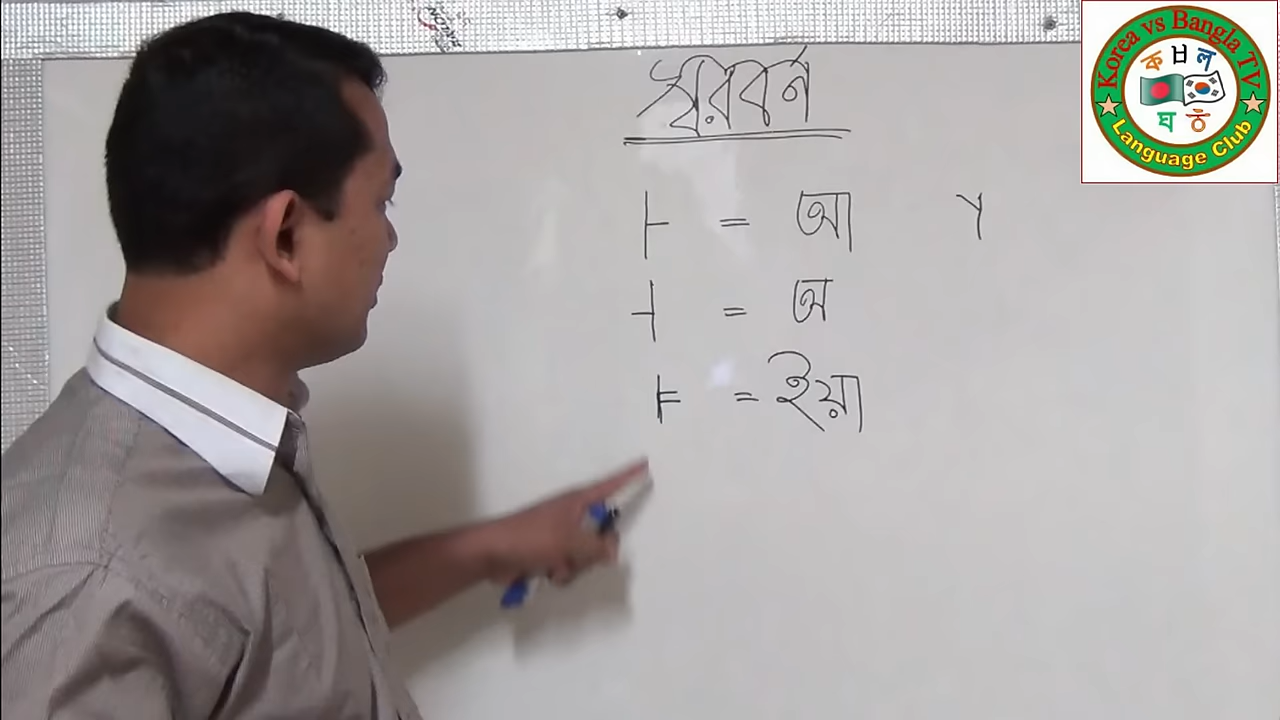 স্বরবর্ন
ㅏ = আ Y
ㅓ = অ
ㅑ = ইয়া
Korea vs Bangla TV
ক ㅂ ল
ঘ ㅎ
Language Club